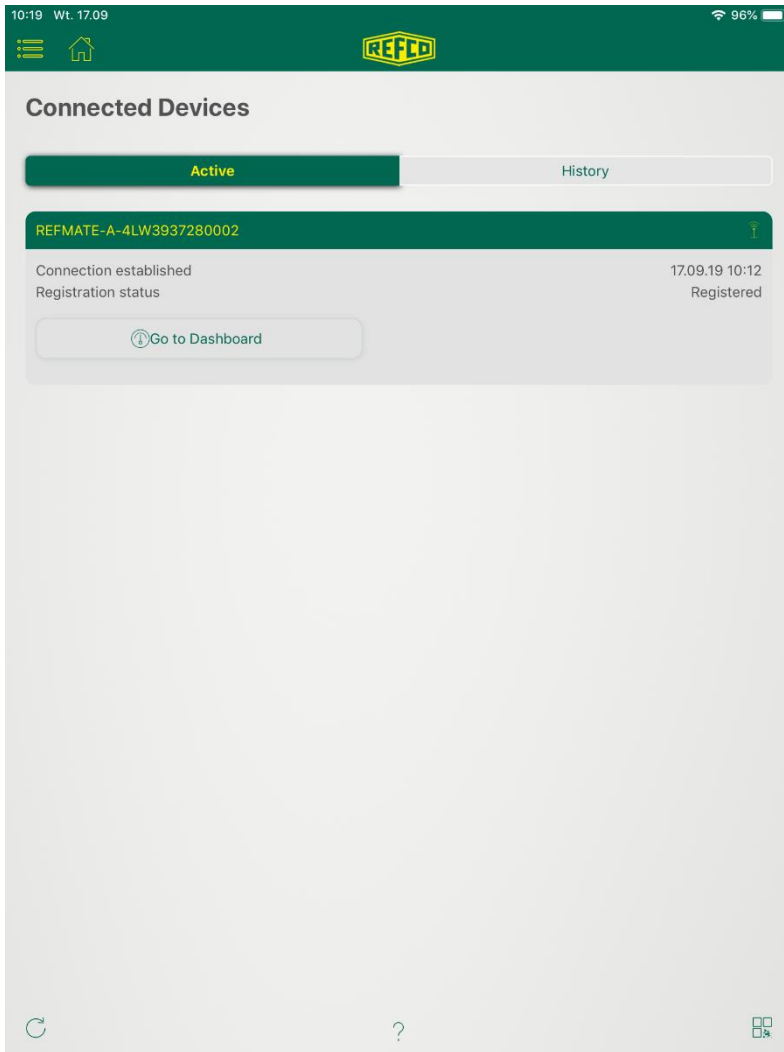 10:19 Wt. 17.09 96%
REFCO
Connected Devices
Active History
REFMATE-A-4LW3937280002
Connection established 17.09.19 10:12
Registration status Registered
Go to Dashboard
?